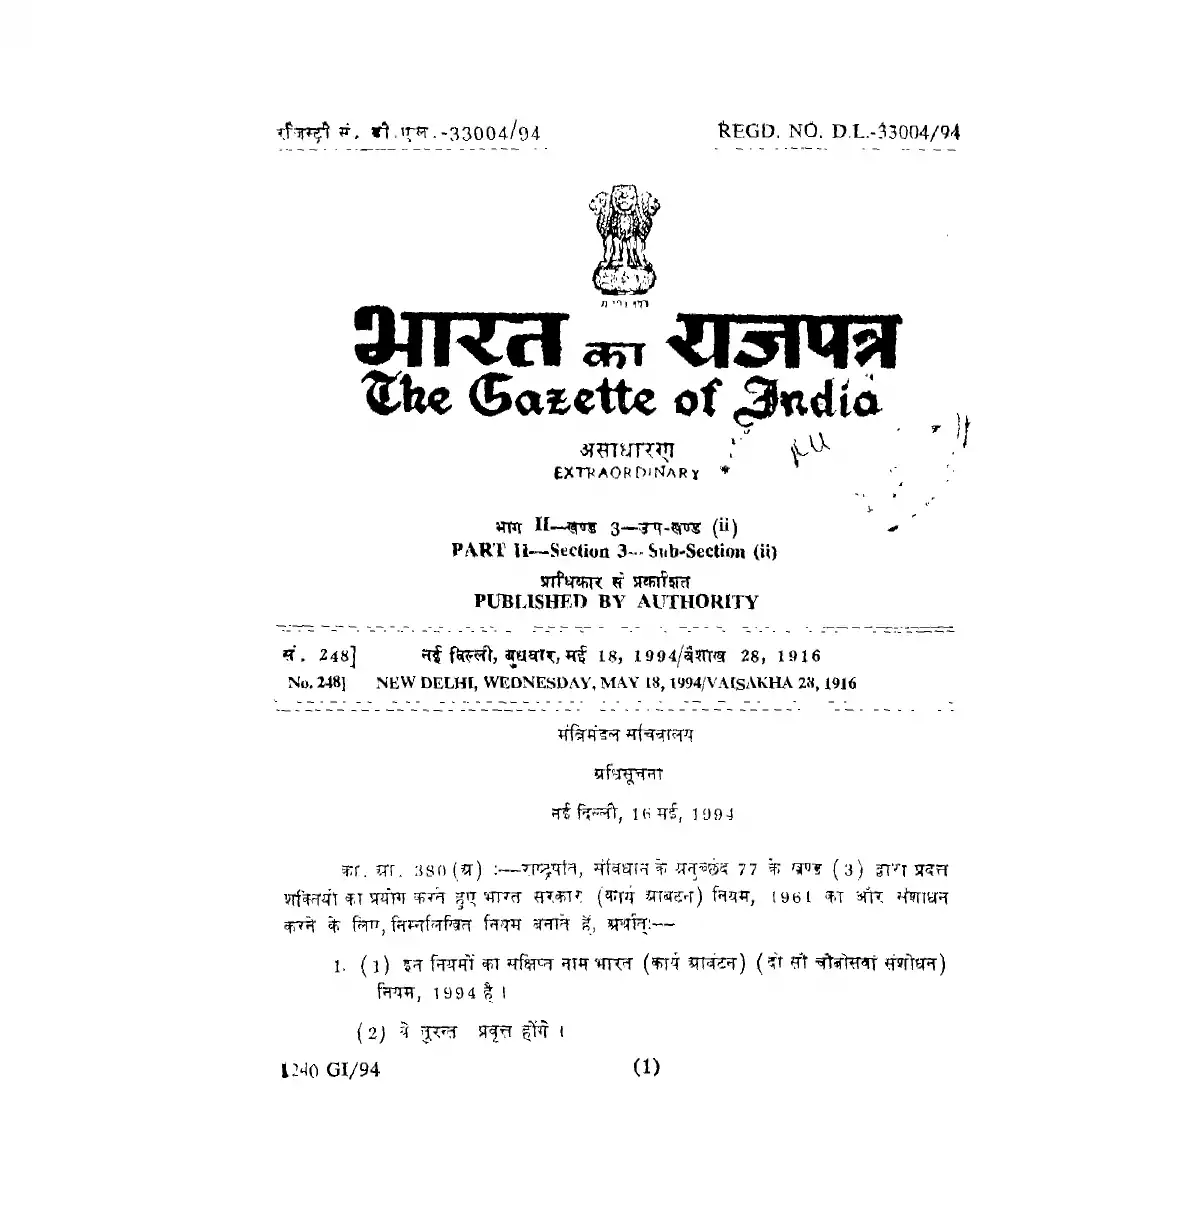 रजिस्ट्री सं. डी.एल.-33004/94
REGD. NO. D.L.-33004/94
भारत का राजपत्र
The Gazette of India
असाधारण
EXTRAORDINARY
भाग II—खण्ड 3—उप-खण्ड (ii)
PART II—Section 3—Sub-Section (ii)
प्राधिकार से प्रकाशित
PUBLISHED BY AUTHORITY
सं. 248]
नई दिल्ली, बुधवार, मई 18, 1994/वैशाख 28, 1916
No. 248]
NEW DELHI, WEDNESDAY, MAY 18, 1994/VAISAKHA 28, 1916
मंत्रिमंडल सचिवालय
अधिसूचना
नई दिल्ली, 16 मई, 1994
का. आ. 380(अ) :—राष्ट्रपति, संविधान के अनुच्छेद 77 के खण्ड (3) द्वारा प्रदत्त
शक्तियों का प्रयोग करते हुए भारत सरकार (कार्य आबंटन) नियम, 1961 का और संशोधन
करने के लिए, निम्नलिखित नियम बनाते हैं, अर्थात्:—
1. (1) इन नियमों का संक्षिप्त नाम भारत (कार्य आबंटन) (दो सौ चौबीसवां संशोधन)
नियम, 1994 है।
(2) ये तुरन्त प्रवृत्त होंगे।
1240 GI/94
(1)